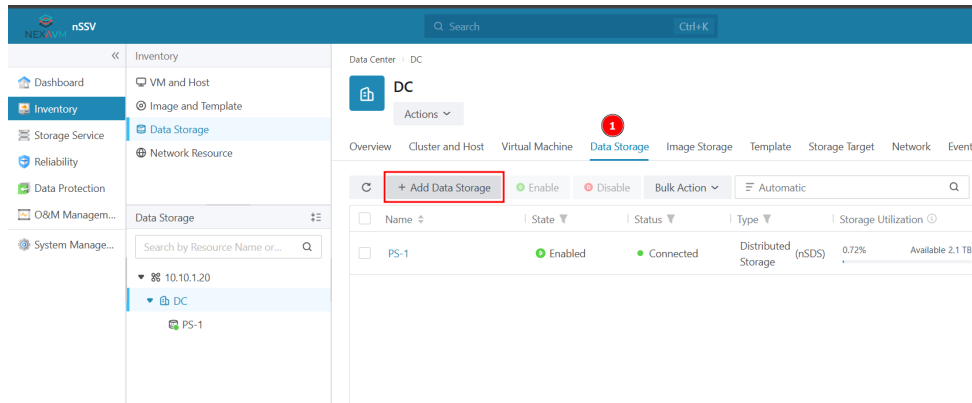 NEXAVM nSSV
Search Ctrl+K
«
Dashboard
Inventory
Storage Service
Reliability
Data Protection
O&M Managem...
System Manage...
Inventory
VM and Host
Image and Template
Data Storage
Network Resource
Data Storage
Search by Resource Name or...
10.10.1.20
DC
PS-1
Data Center DC
DC
Actions
1
Overview Cluster and Host Virtual Machine Data Storage Image Storage Template Storage Target Network Event
+ Add Data Storage Enable Disable Bulk Action Automatic
Name State Status Type Storage Utilization
PS-1 Enabled Connected Distributed Storage (nSDS) 0.72% Available 2.1 TB